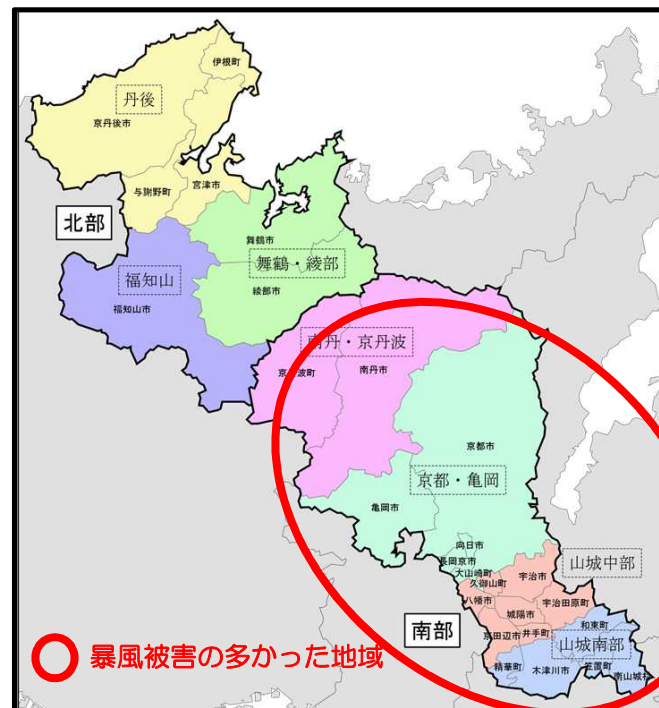 伊根町
丹後
京丹後市
宮津市
与謝野町
北部
舞鶴市
舞鶴・綾部
福知山
綾部市
福知山市
南丹・京丹波
京丹波町
南丹市
京都市
京都・亀岡
亀岡市
向日市
長岡京市
大山崎町
久御山町
宇治市
山城中部
八幡市
城陽市
宇治田原町
和東町
南部
京田辺市
井手町
山城南部
精華町
木津川市
笠置町
南山城村
暴風被害の多かった地域